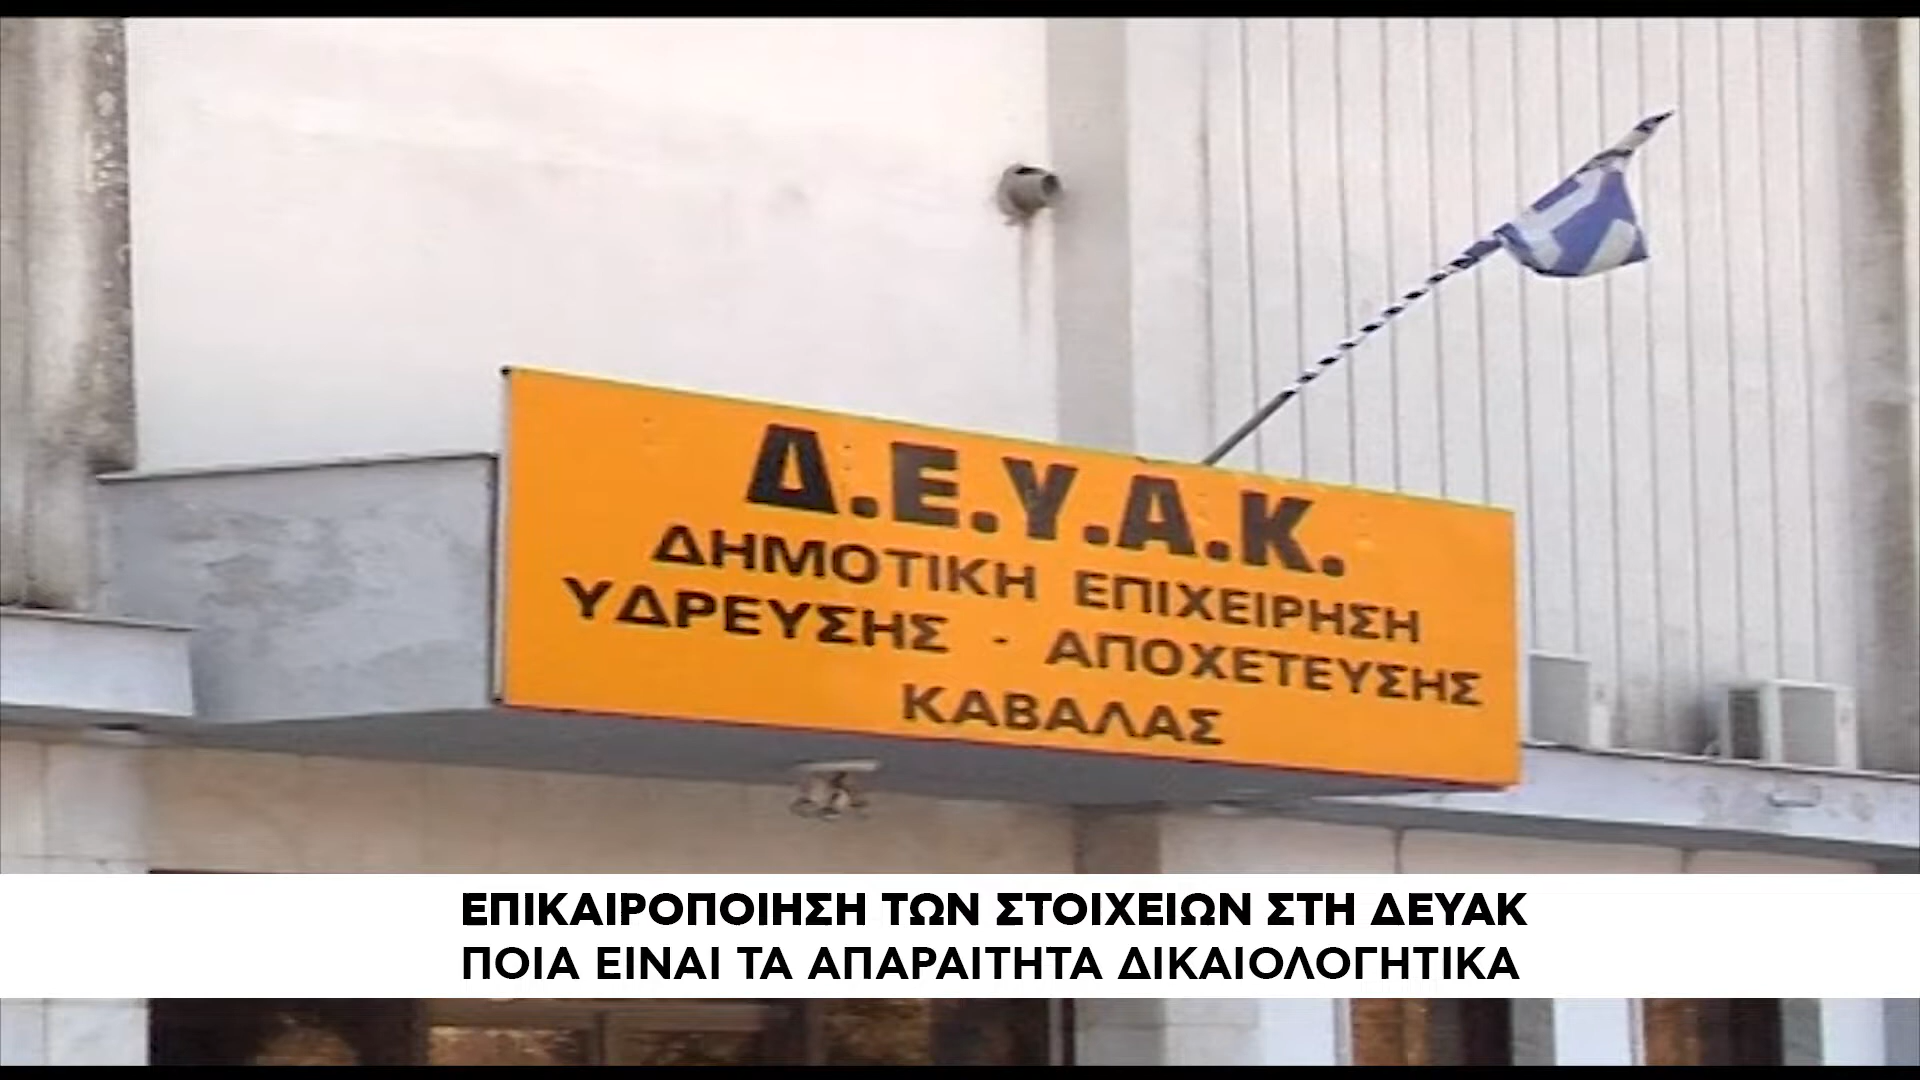 Δ.Ε.Υ.Α.Κ.
ΔΗΜΟΤΙΚΗ ΕΠΙΧΕΙΡΗΣΗ
ΥΔΡΕΥΣΗΣ - ΑΠΟΧΕΤΕΥΣΗΣ
ΚΑΒΑΛΑΣ
ΕΠΙΚΑΙΡΟΠΟΙΗΣΗ ΤΩΝ ΣΤΟΙΧΕΙΩΝ ΣΤΗ ΔΕΥΑΚ
ΠΟΙΑ ΕΙΝΑΙ ΤΑ ΑΠΑΡΑΙΤΗΤΑ ΔΙΚΑΙΟΛΟΓΗΤΙΚΑ